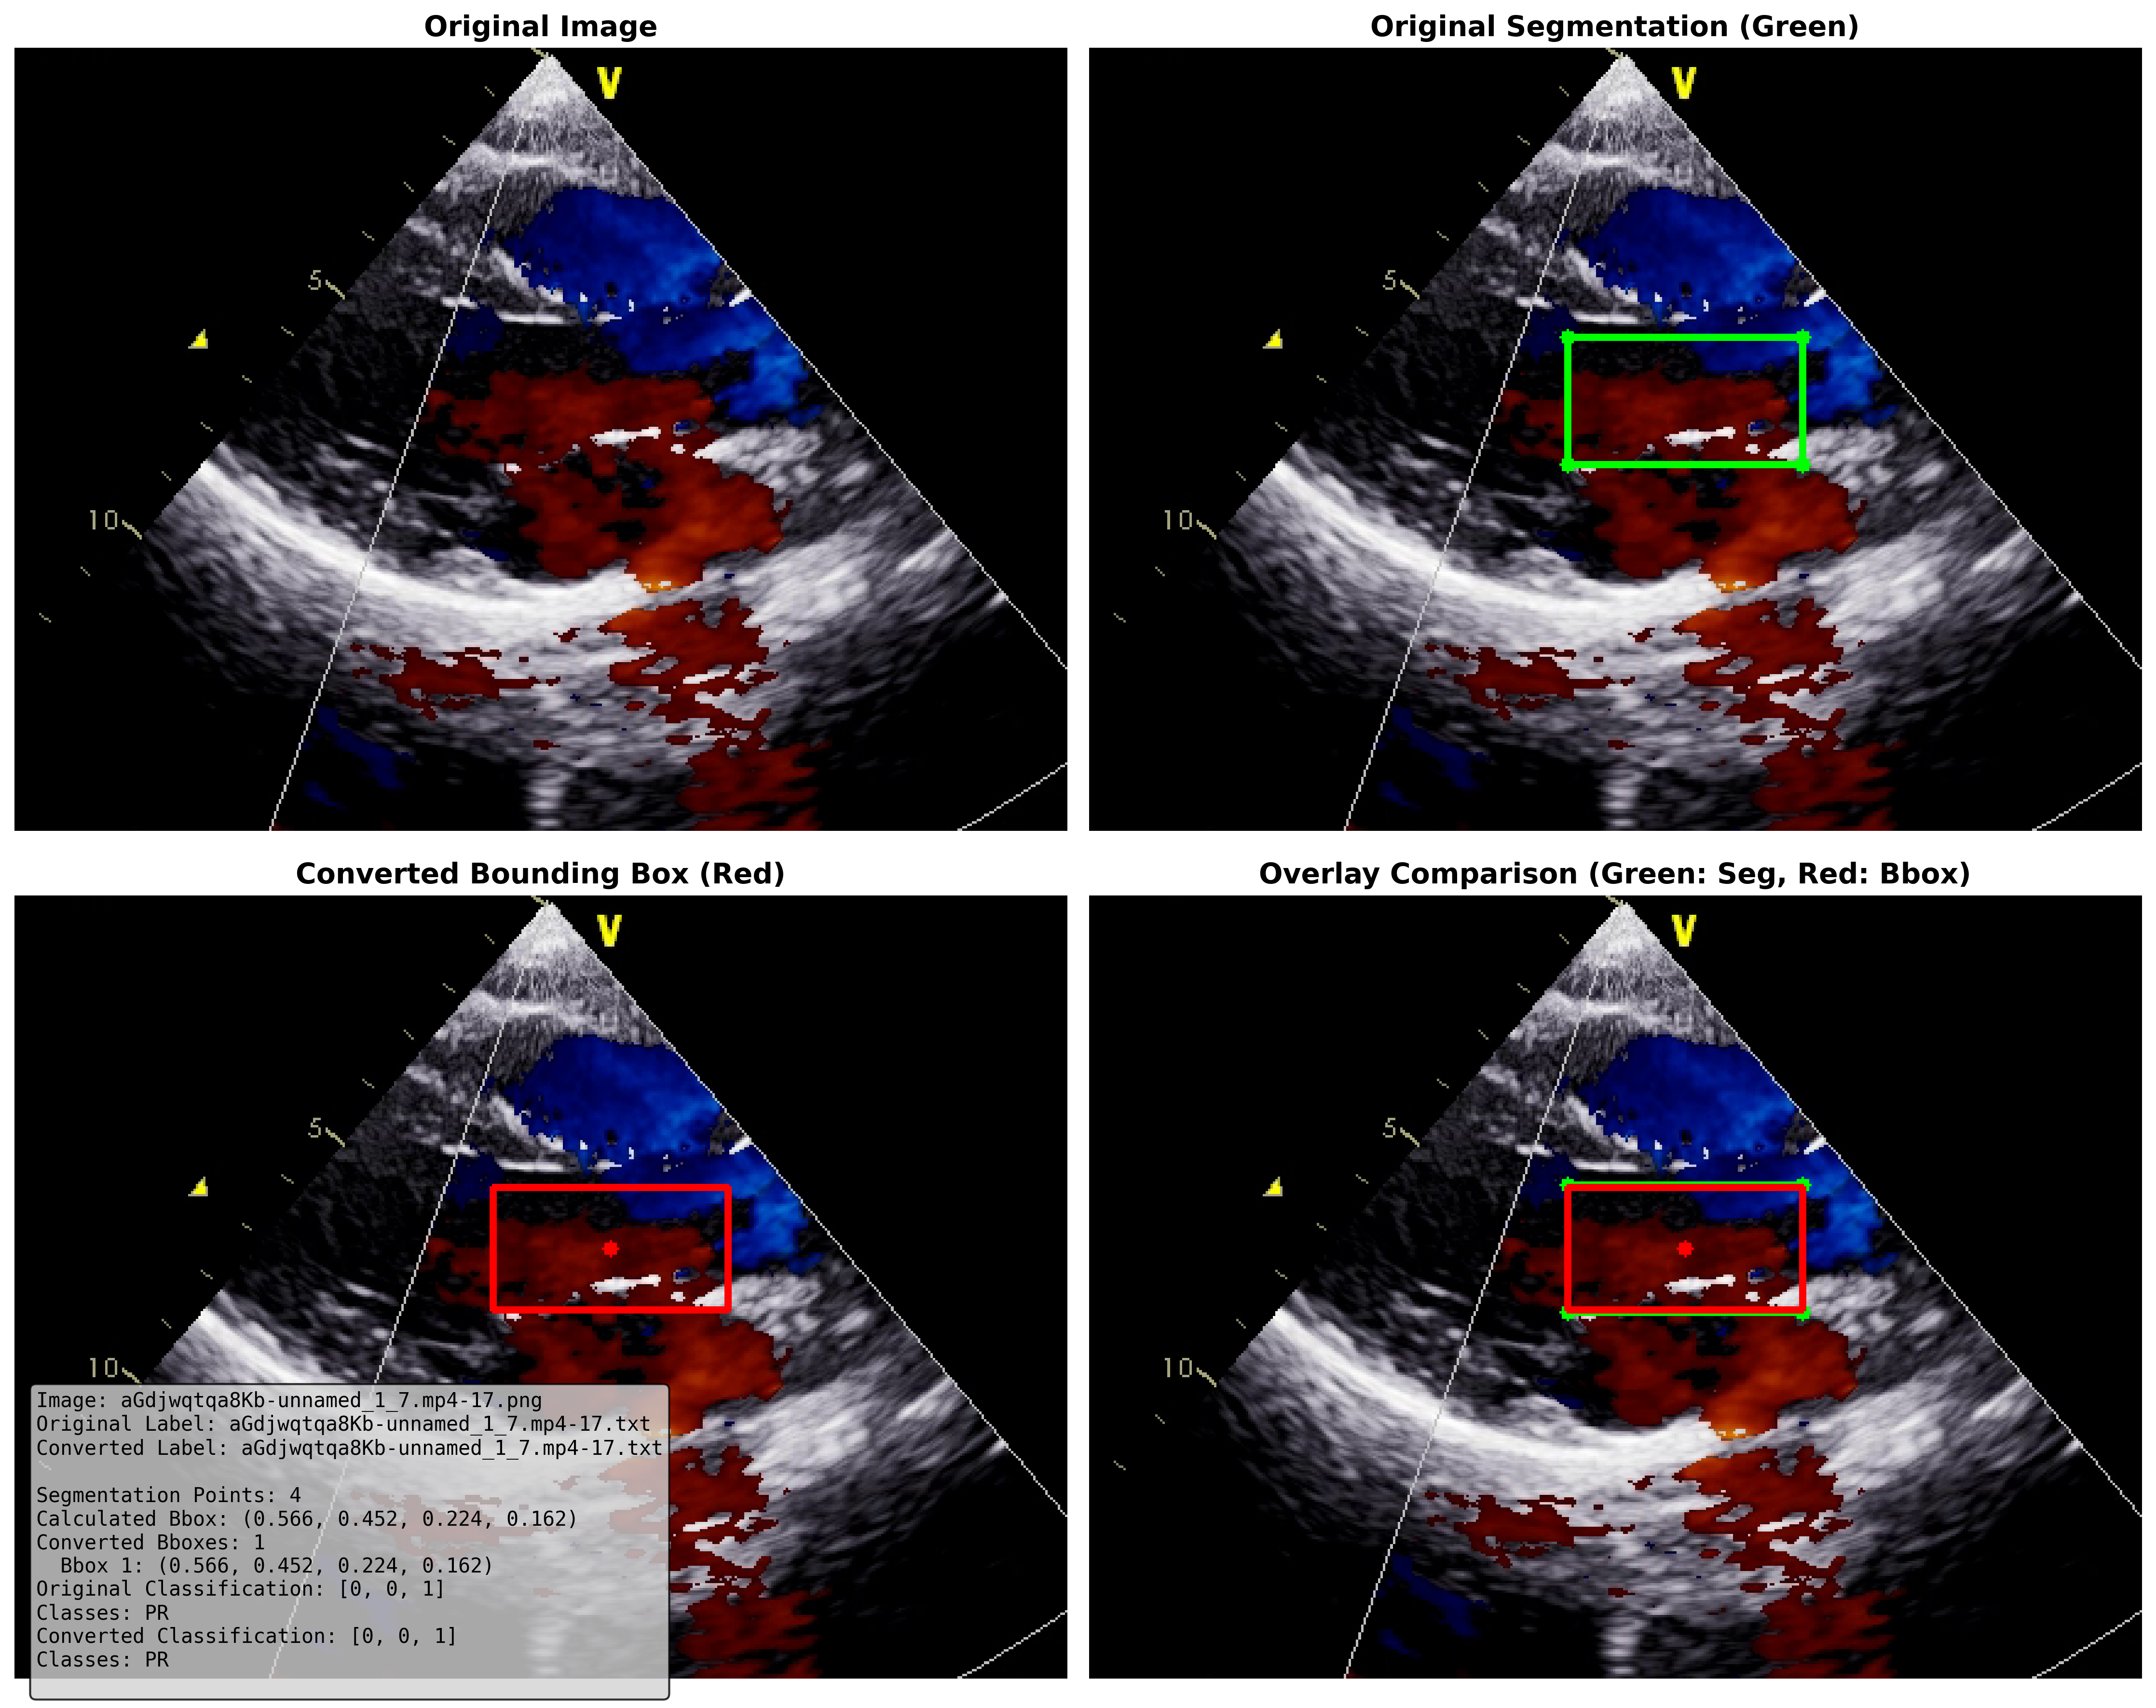 Original Image
Original Segmentation (Green)
V
5
10
V
5
10
Converted Bounding Box (Red)
Overlay Comparison (Green: Seg, Red: Bbox)
V
5
10
V
5
10
Image: aGdjwqtqa8Kb-unnamed_1_7.mp4-17.png
Original Label: aGdjwqtqa8Kb-unnamed_1_7.mp4-17.txt
Converted Label: aGdjwqtqa8Kb-unnamed_1_7.mp4-17.txt
Segmentation Points: 4
Calculated Bbox: (0.566, 0.452, 0.224, 0.162)
Converted Bboxes: 1
Bbox 1: (0.566, 0.452, 0.224, 0.162)
Original Classification: [0, 0, 1]
Classes: PR
Converted Classification: [0, 0, 1]
Classes: PR